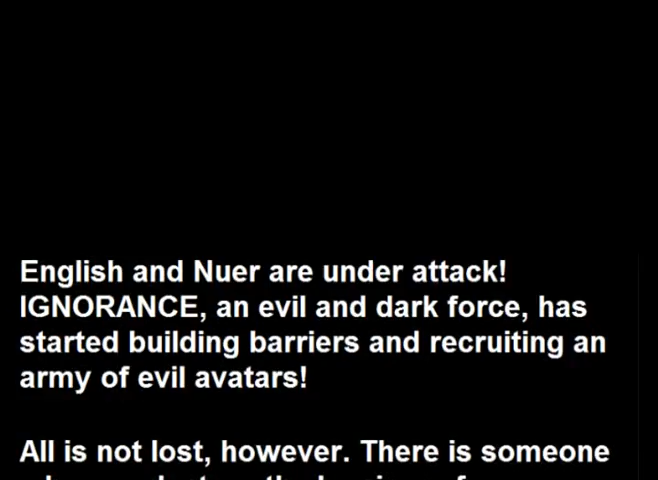 English and Nuer are under attack!
IGNORANCE, an evil and dark force, has
started building barriers and recruiting an
army of evil avatars!
All is not lost, however. There is someone